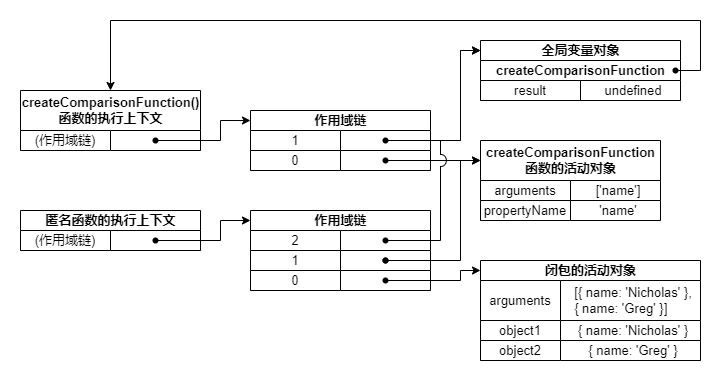 全局变量对象
createComparisonFunction
result undefined
createComparisonFunction()
函数的执行上下文
(作用域链)
作用域链
1
0
createComparisonFunction
函数的活动对象
arguments ['name']
propertyName 'name'
匿名函数的执行上下文
(作用域链)
作用域链
2
1
0
闭包的活动对象
arguments [{ name: 'Nicholas' },
{ name: 'Greg' }]
object1 { name: 'Nicholas' }
object2 { name: 'Greg' }